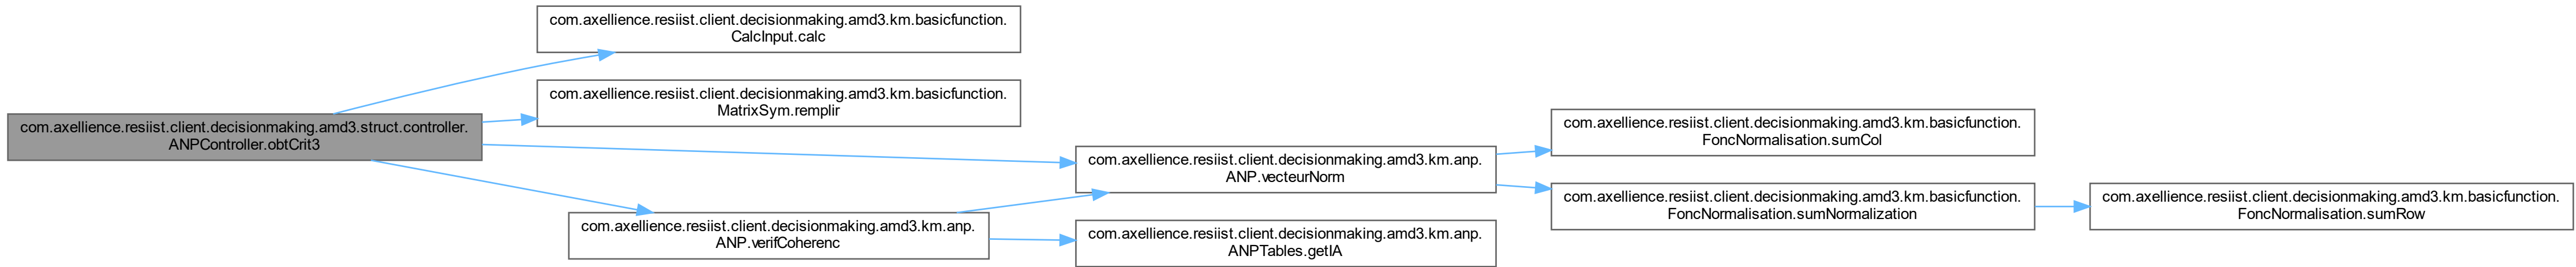 com.axellience.resiist.client.decisionmaking.amd3.km.basicfunction.
CalcInput.calc
com.axellience.resiist.client.decisionmaking.amd3.km.basicfunction.
MatrixSym.remplir
com.axellience.resiist.client.decisionmaking.amd3.struct.controller.
ANPController.obtCrit3
com.axellience.resiist.client.decisionmaking.amd3.km.basicfunction.
FoncNormalisation.sumCol
com.axellience.resiist.client.decisionmaking.amd3.km.anp.
ANP.vecteurNorm
com.axellience.resiist.client.decisionmaking.amd3.km.basicfunction.
FoncNormalisation.sumNormalization
com.axellience.resiist.client.decisionmaking.amd3.km.basicfunction.
FoncNormalisation.sumRow
com.axellience.resiist.client.decisionmaking.amd3.km.anp.
ANP.verifCoherenc
com.axellience.resiist.client.decisionmaking.amd3.km.anp.
ANPTables.getIA